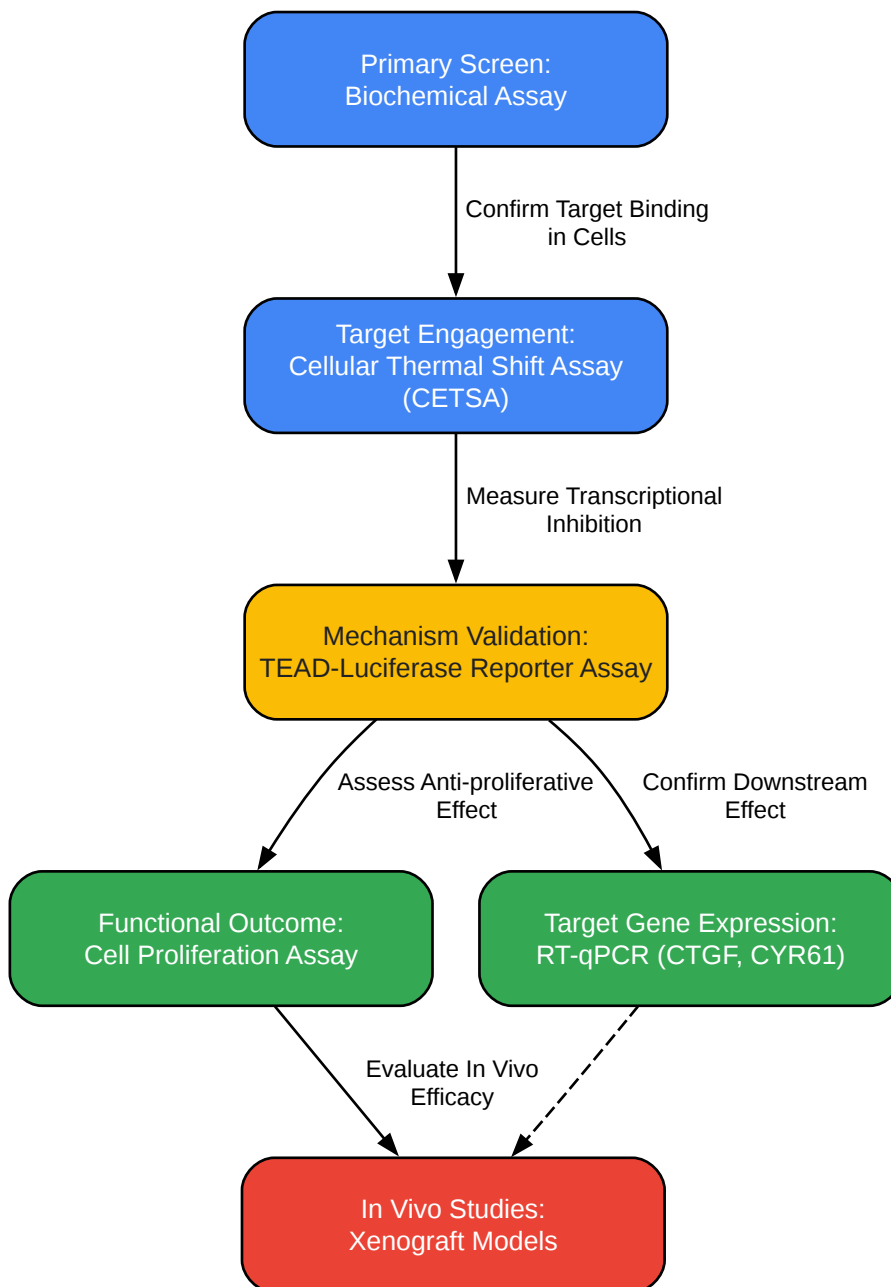 Primary Screen:
Biochemical Assay
Confirm Target Binding
in Cells
Target Engagement:
Cellular Thermal Shift Assay
(CETSA)
Measure Transcriptional
Inhibition
Mechanism Validation:
TEAD-Luciferase Reporter Assay
Assess Anti-proliferative
Effect
Confirm Downstream
Effect
Functional Outcome:
Cell Proliferation Assay
Target Gene Expression:
RT-qPCR (CTGF, CYR61)
Evaluate In Vivo
Efficacy
In Vivo Studies:
Xenograft Models